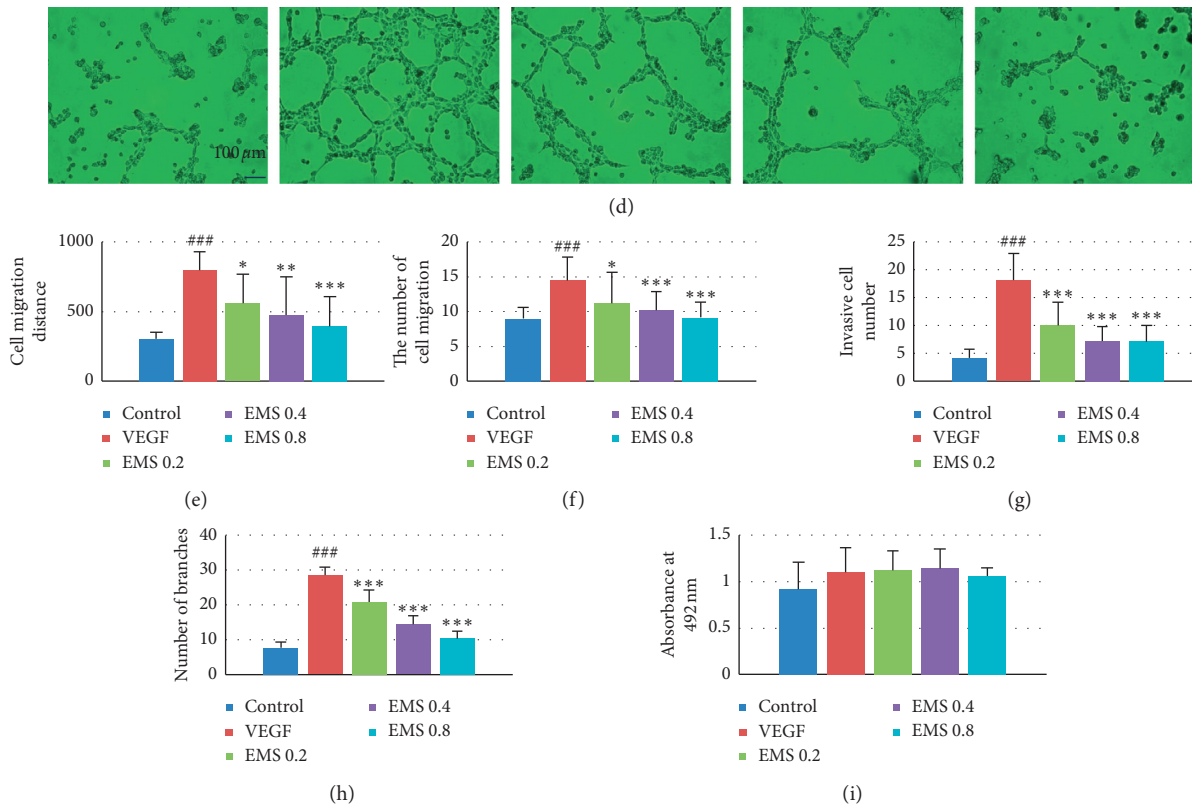 100 μm
(d)
Cell migration
distance
1000
500
0
###
*
**
***
Control
VEGF
EMS 0.2
EMS 0.4
EMS 0.8
(e)
The number of
cell migration
20
15
10
5
0
###
*
***
***
Control
VEGF
EMS 0.2
EMS 0.4
EMS 0.8
(f)
Invasive cell
number
25
20
15
10
5
0
###
***
***
***
Control
VEGF
EMS 0.2
EMS 0.4
EMS 0.8
(g)
Number of branches
40
30
20
10
0
###
***
***
***
Control
VEGF
EMS 0.2
EMS 0.4
EMS 0.8
(h)
Absorbance at
492 nm
1.5
1
0.5
0
Control
VEGF
EMS 0.2
EMS 0.4
EMS 0.8
(i)